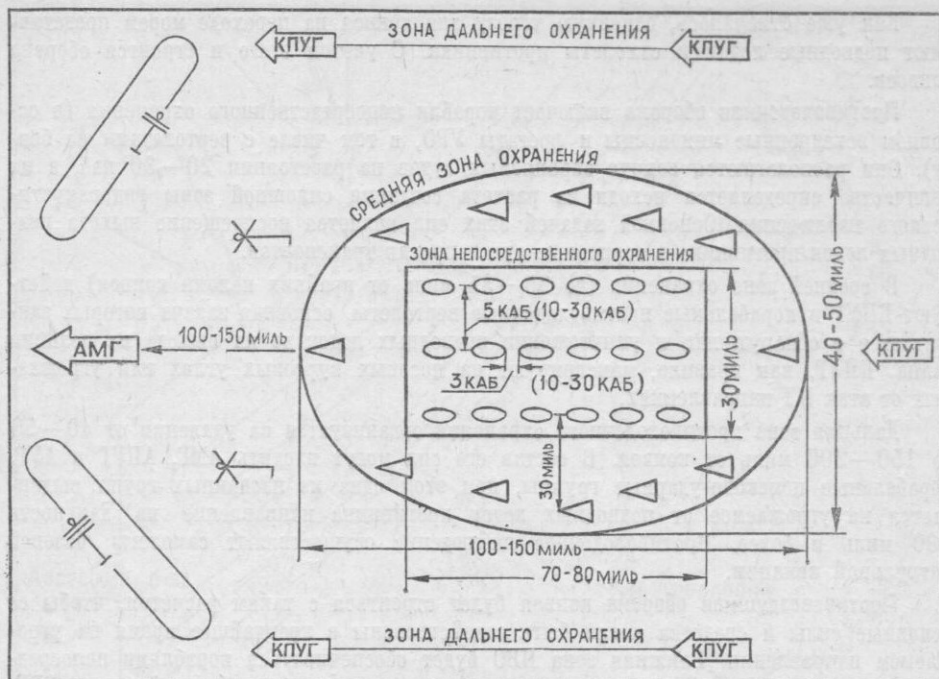 ЗОНА ДАЛЬНЕГО ОХРАНЕНИЯ
КПУГ
КПУГ
СРЕДНЯЯ ЗОНА ОХРАНЕНИЯ
ЗОНА НЕПОСРЕДСТВЕННОГО ОХРАНЕНИЯ
5 КАБ(10-30 КАБ)
100-150 МИЛЬ
АМГ
3 КАБ (10-30 КАБ)
30 МИЛЬ
40-50 МИЛЬ
КПУГ
30 МИЛЬ
100-150 МИЛЬ
70-80 МИЛЬ
ЗОНА ДАЛЬНЕГО ОХРАНЕНИЯ
КПУГ
КПУГ